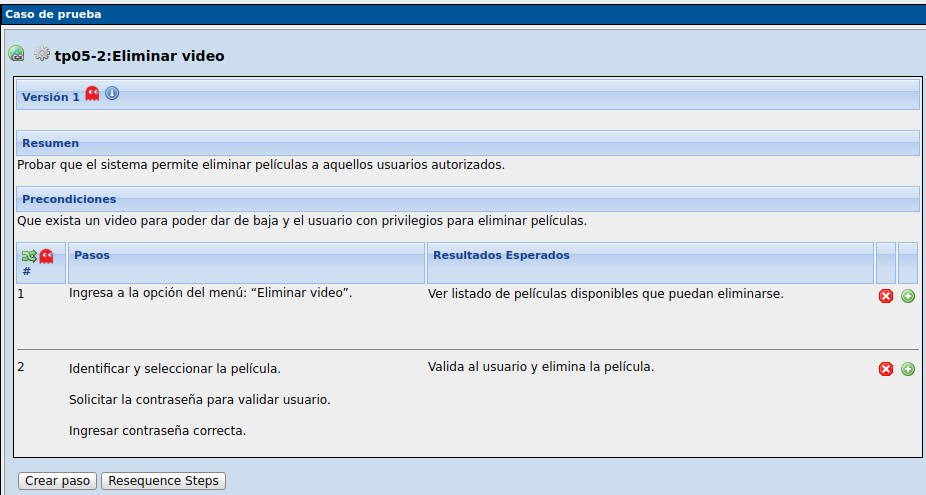 Caso de prueba
tp05-2:Eliminar video
Versión 1
Resumen
Probar que el sistema permite eliminar películas a aquellos usuarios autorizados.
Precondiciones
Que exista un video para poder dar de baja y el usuario con privilegios para eliminar películas.
# Pasos Resultados Esperados
1 Ingresa a la opción del menú: “Eliminar video”. Ver listado de películas disponibles que puedan eliminarse.
2 Identificar y seleccionar la película. Valida al usuario y elimina la película.
Solicitar la contraseña para validar usuario.
Ingresar contraseña correcta.
Crear paso Resequence Steps